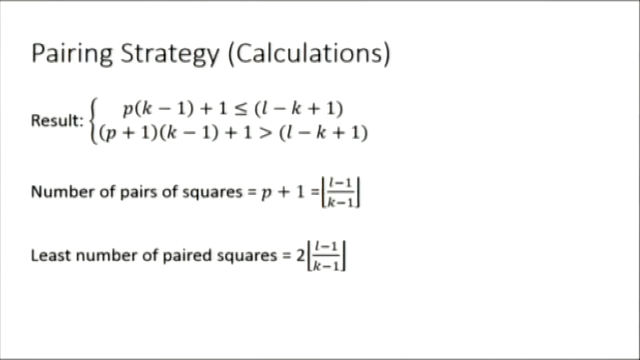 Pairing Strategy (Calculations)
Result: { p(k − 1) + 1 ≤ (l − k + 1)
(p + 1)(k − 1) + 1 > (l − k + 1)
Number of pairs of squares = p + 1 = ⌊(l−1)/(k−1)⌋
Least number of paired squares = 2⌊(l−1)/(k−1)⌋